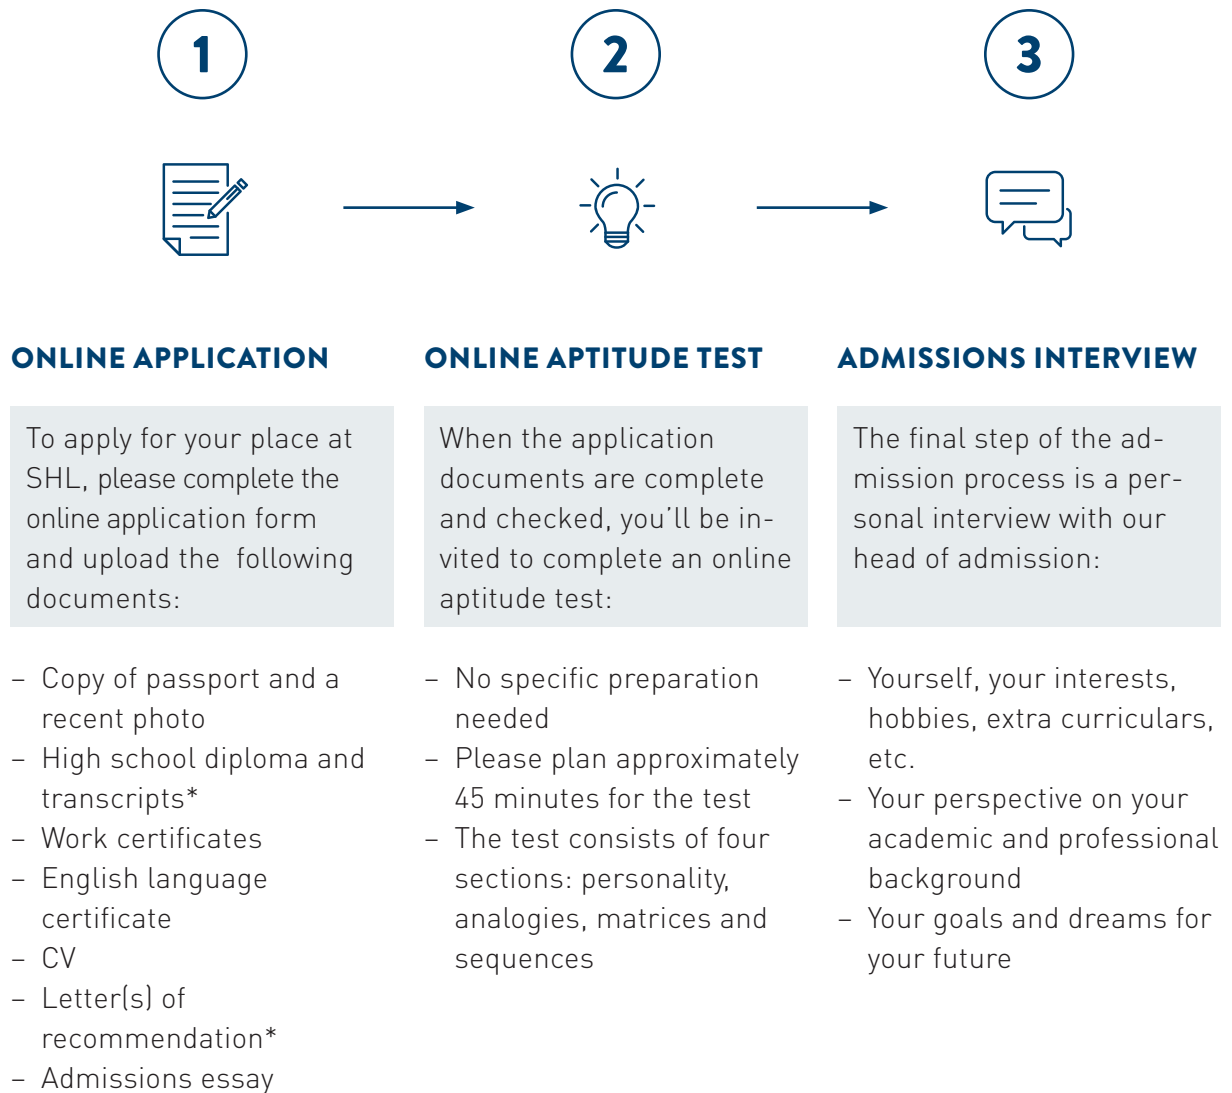 1
2
3
ONLINE APPLICATION
To apply for your place at
SHL, please complete the
online application form
and upload the following
documents:
– Copy of passport and a
recent photo
– High school diploma and
transcripts*
– Work certificates
– English language
certificate
– CV
– Letter(s) of
recommendation*
– Admissions essay
ONLINE APTITUDE TEST
When the application
documents are complete
and checked, you’ll be in-
vited to complete an online
aptitude test:
– No specific preparation
needed
– Please plan approximately
45 minutes for the test
– The test consists of four
sections: personality,
analogies, matrices and
sequences
ADMISSIONS INTERVIEW
The final step of the ad-
mission process is a per-
sonal interview with our
head of admission:
– Yourself, your interests,
hobbies, extra curriculars,
etc.
– Your perspective on your
academic and professional
background
– Your goals and dreams for
your future